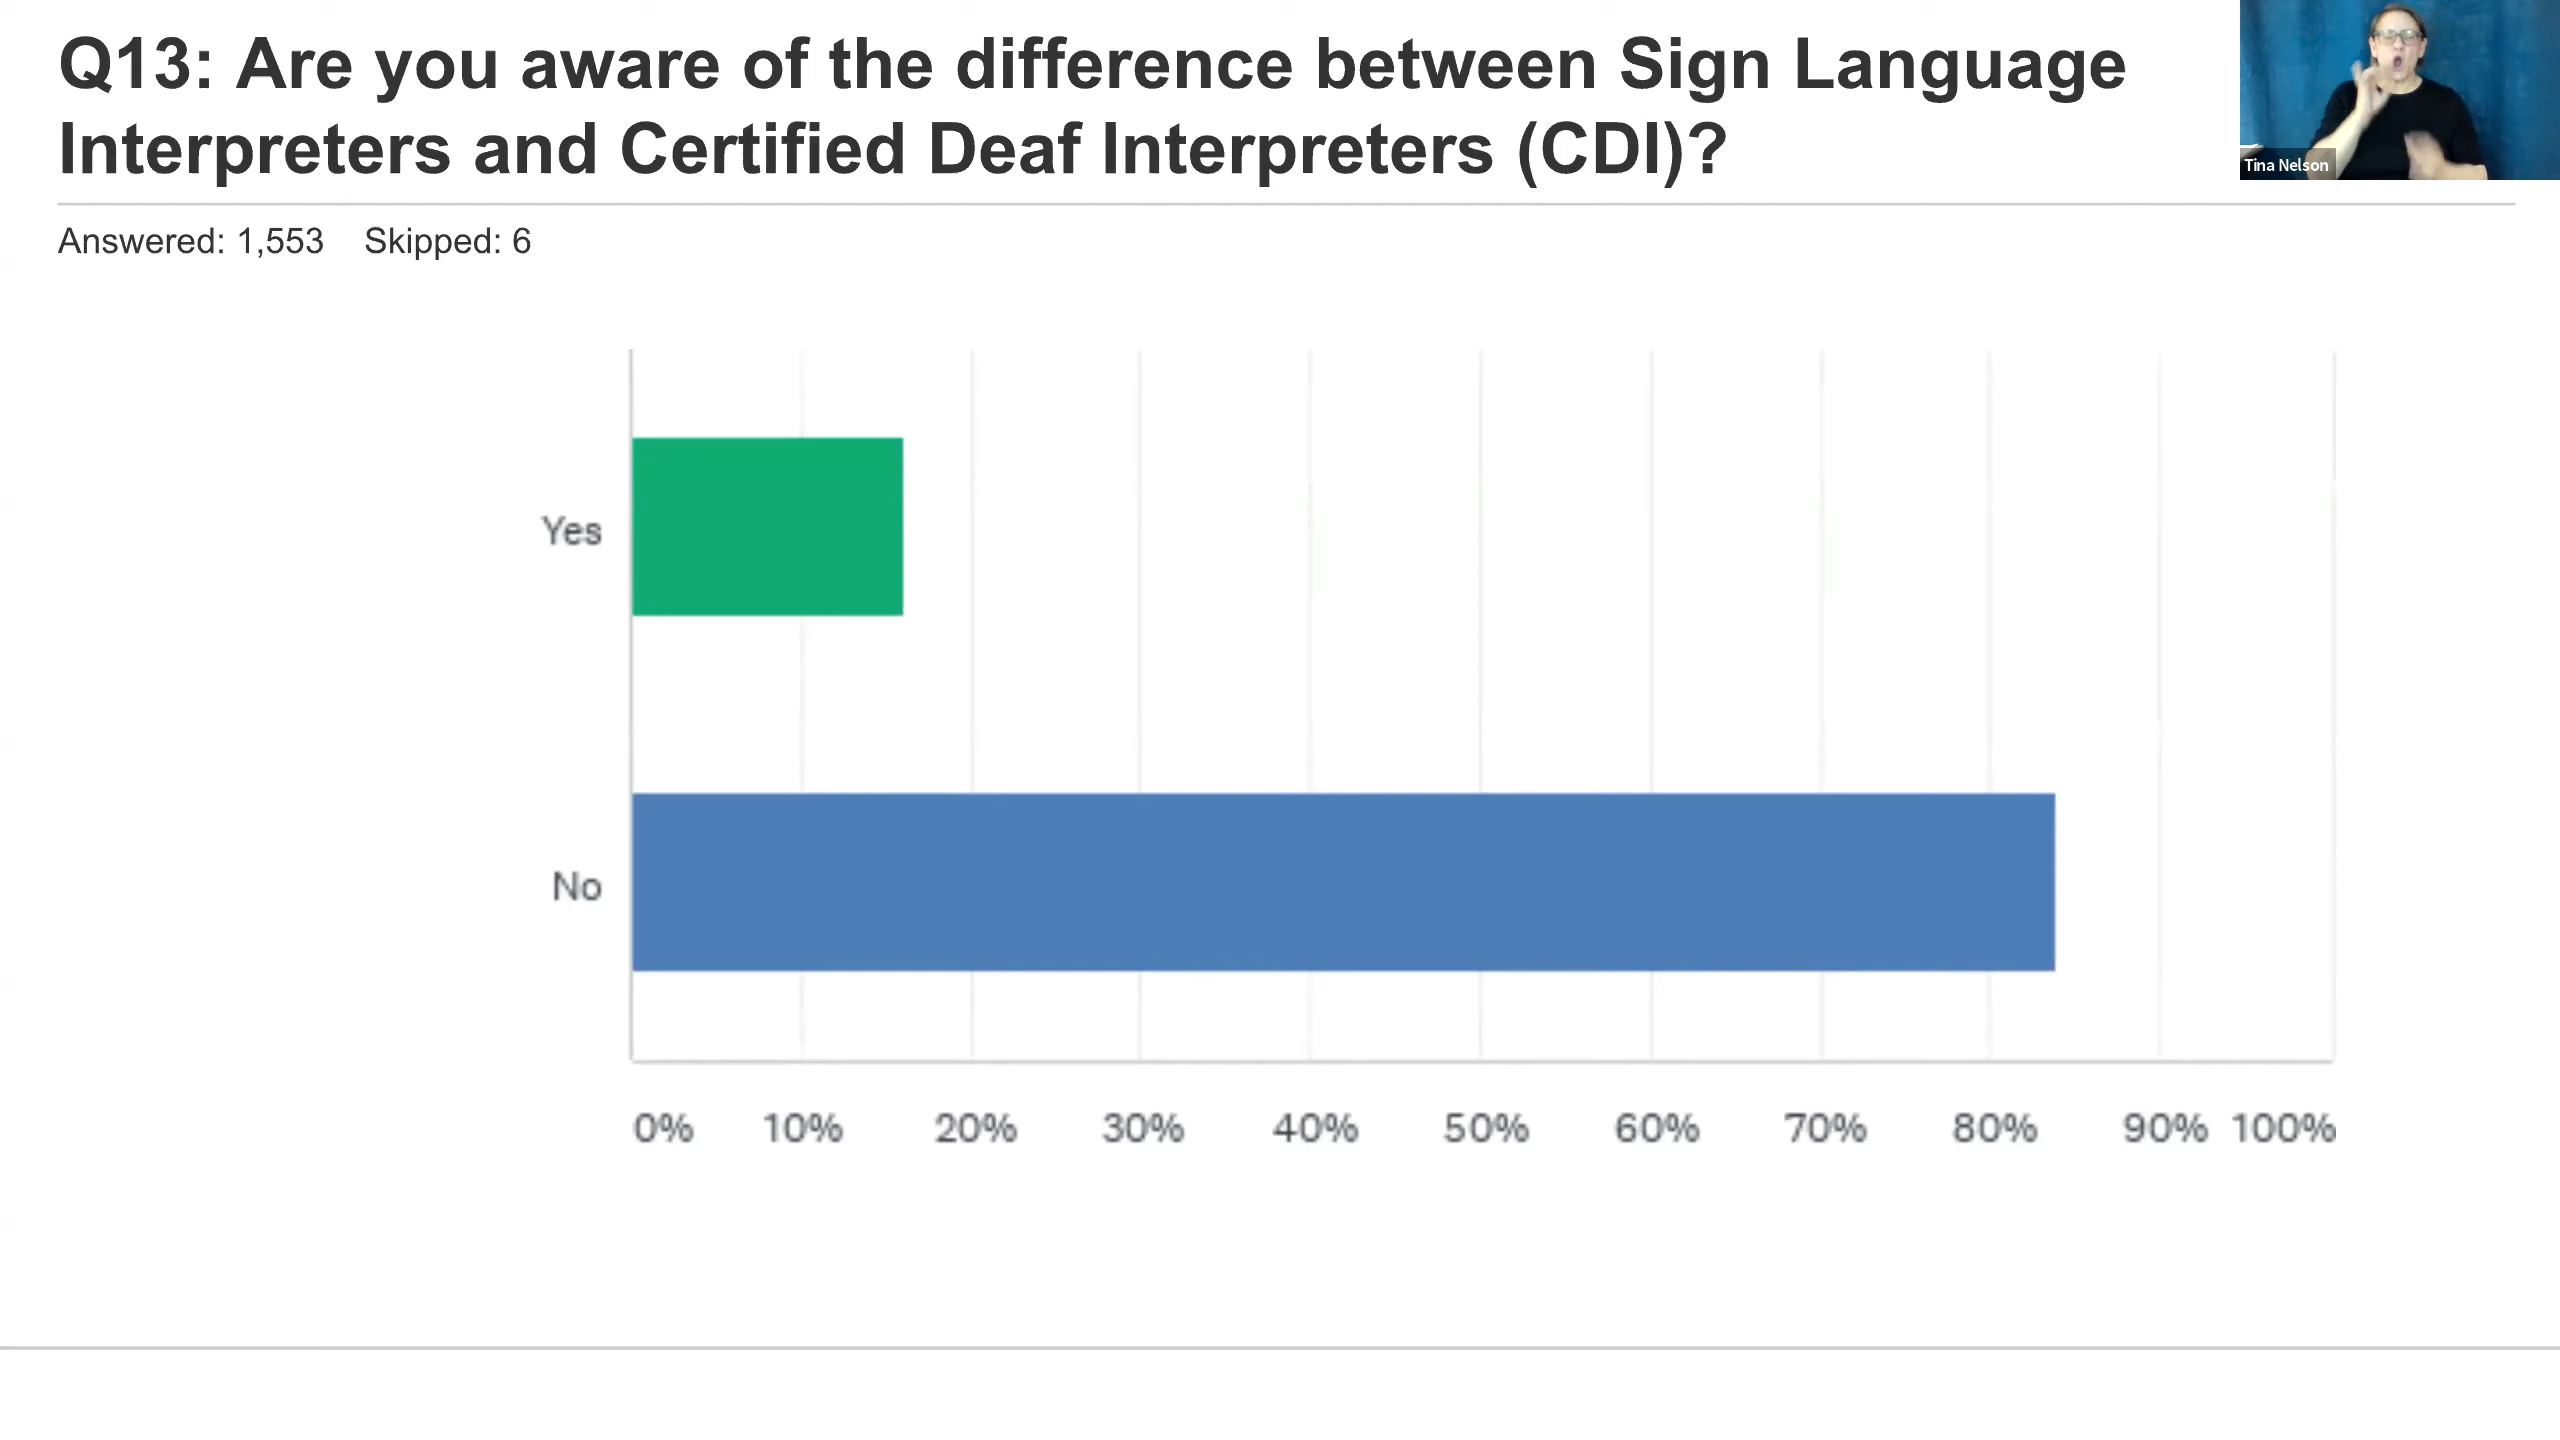 Q13: Are you aware of the difference between Sign Language
Interpreters and Certified Deaf Interpreters (CDI)?
Tina Nelson
Answered: 1,553 Skipped: 6
Yes
No
0% 10% 20% 30% 40% 50% 60% 70% 80% 90% 100%